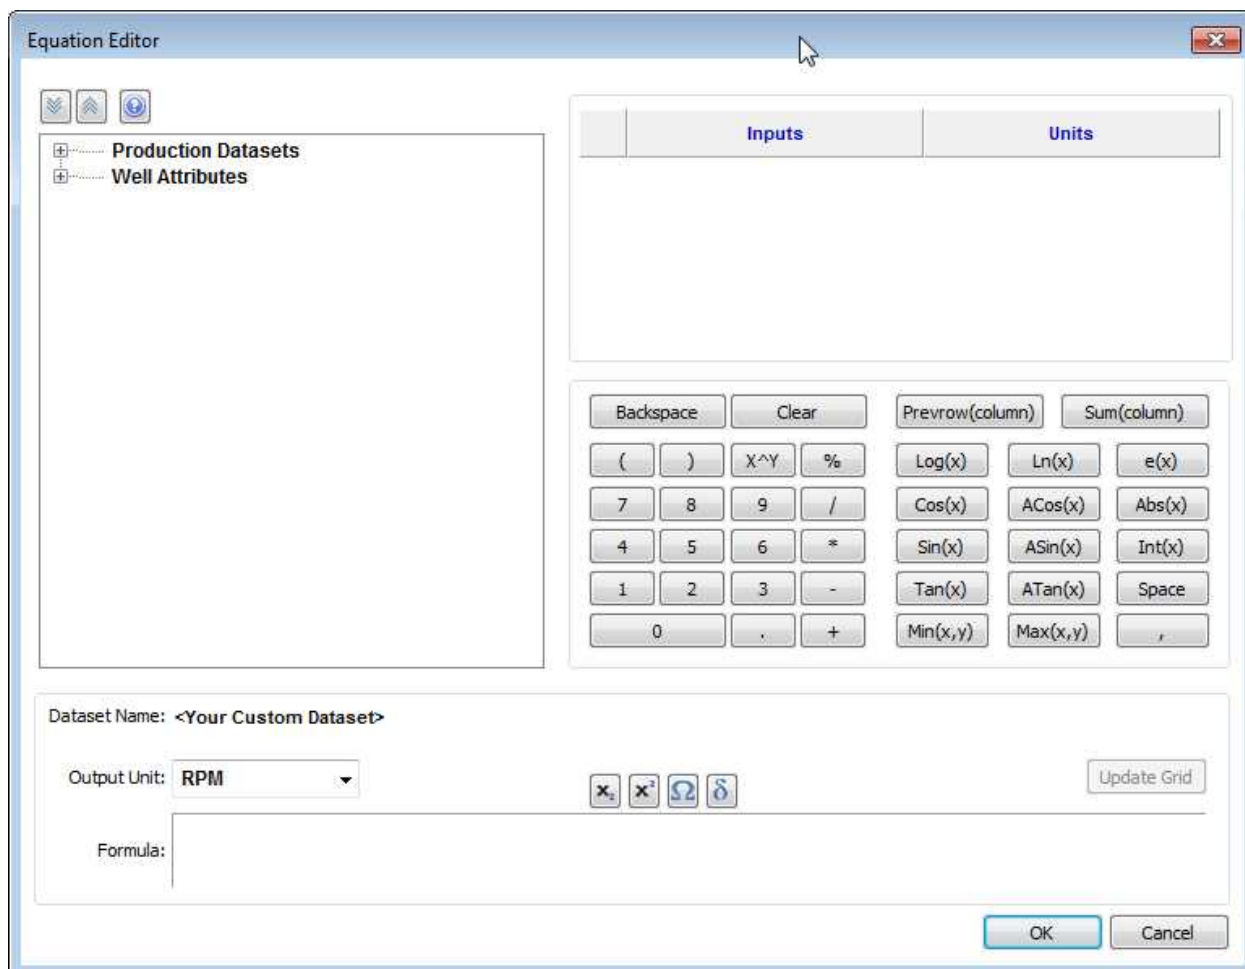 Equation Editor
Production Datasets
Well Attributes
Inputs Units
Backspace Clear Prevrow(column) Sum(column)
( ) X^Y % Log(x) Ln(x) e(x)
7 8 9 / Cos(x) ACos(x) Abs(x)
4 5 6 * Sin(x) ASin(x) Int(x)
1 2 3 - Tan(x) ATan(x) Space
0 . + Min(x,y) Max(x,y) ,
Dataset Name: <Your Custom Dataset>
Output Unit: RPM x₂ x² Ω δ Update Grid
Formula:
OK Cancel